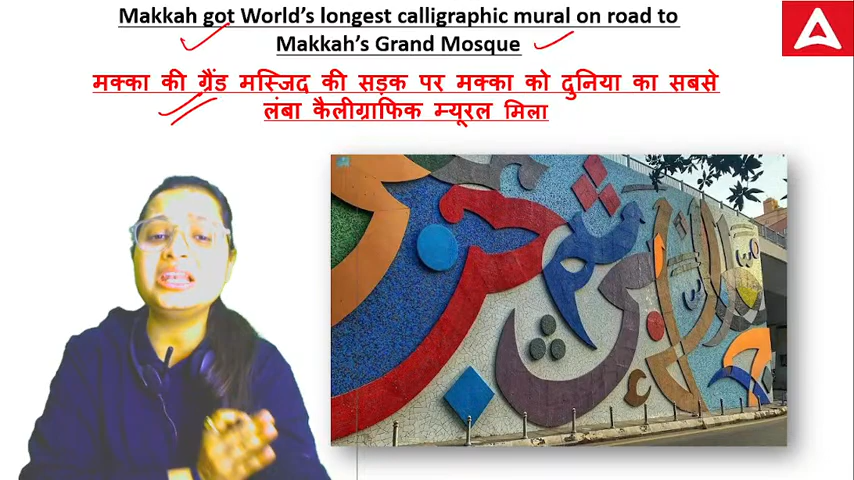 Makkah got World's longest calligraphic mural on road to
Makkah's Grand Mosque
मक्का की ग्रैंड मस्जिद की सड़क पर मक्का को दुनिया का सबसे
लंबा कैलीग्राफिक म्यूरल मिला